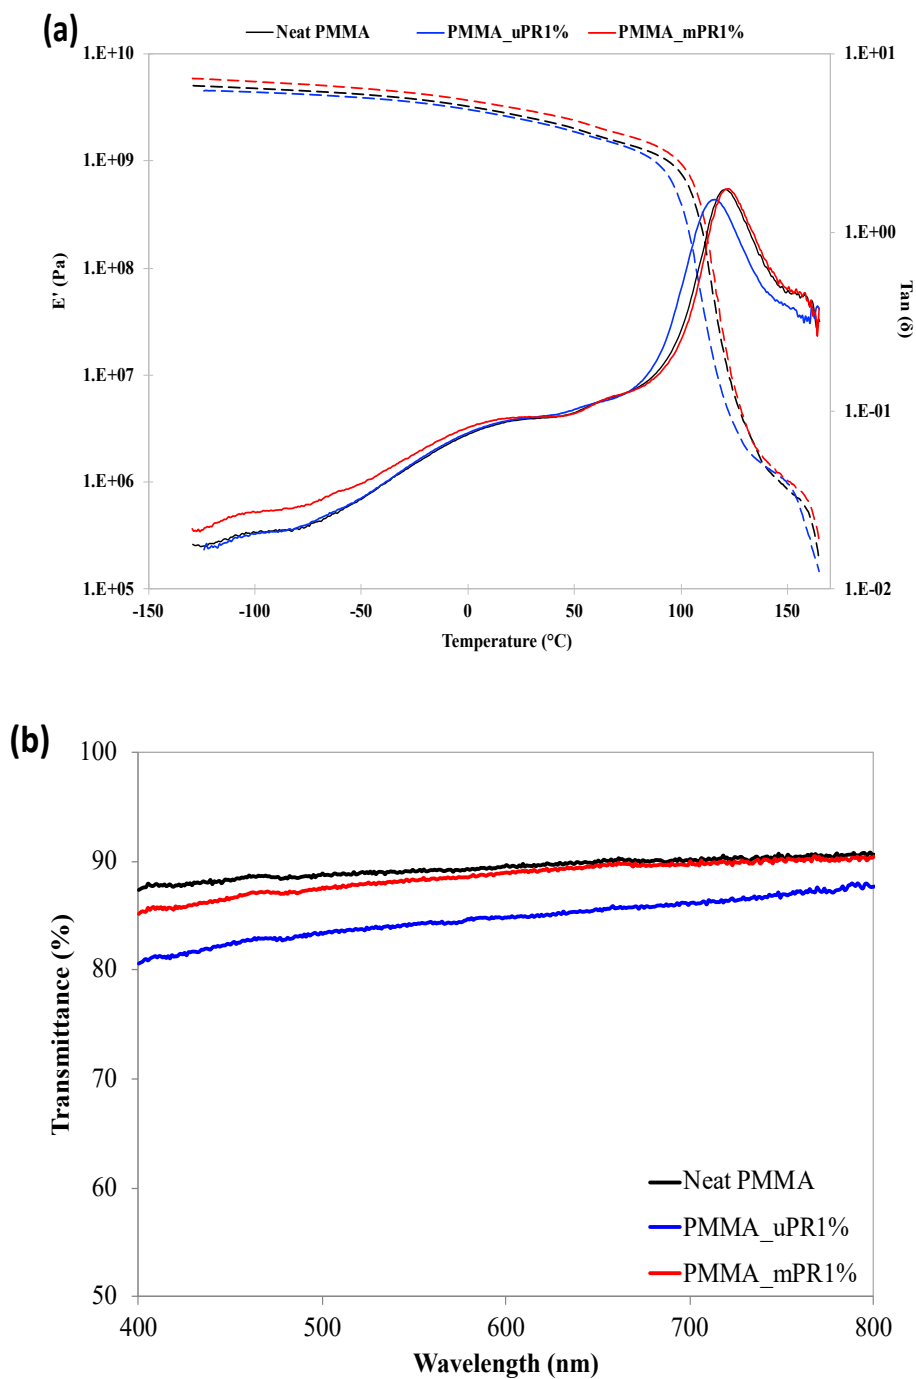 (a)
Neat PMMA PMMA_uPR1% PMMA_mPR1%
1.E+10 1.E+01
1.E+09
1.E+00
1.E+08
E' (Pa)
Tan (δ)
1.E+07
1.E-01
1.E+06
1.E+05 1.E-02
-150 -100 -50 0 50 100 150
Temperature (°C)
(b)
100
90
80
70
60
50
Transmittance (%)
Neat PMMA
PMMA_uPR1%
PMMA_mPR1%
400 500 600 700 800
Wavelength (nm)